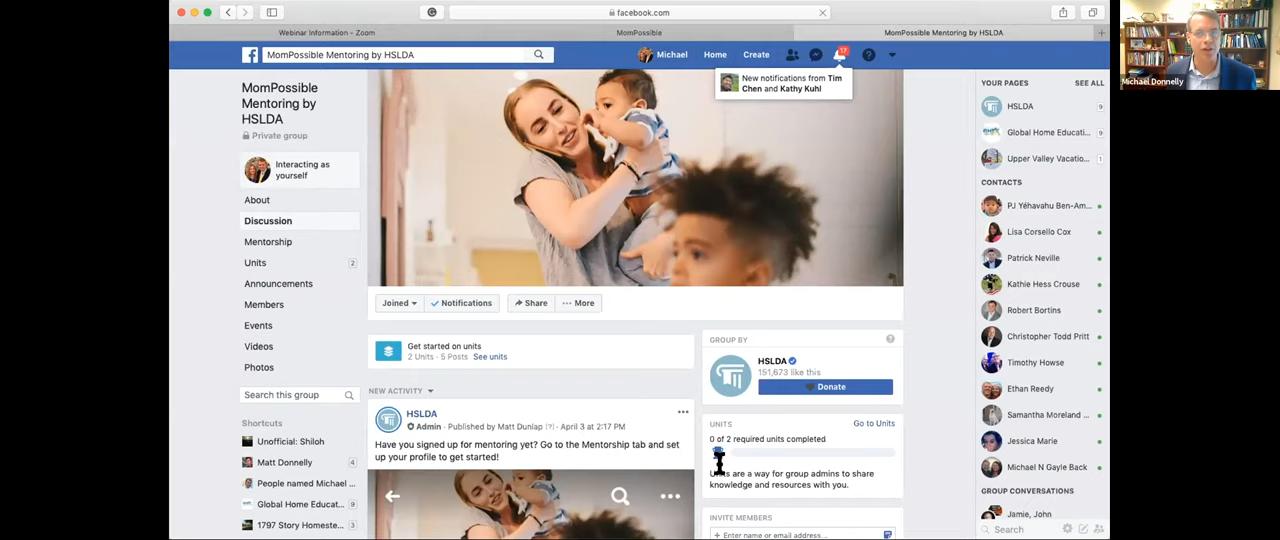 facebook.com
Webinar Information - Zoom
MomPossible
MomPossible Mentoring by HSLDA
MomPossible Mentoring by HSLDA
Michael
Home
Create
17
New notifications from Tim
Chen and Kathy Kuhl
Michael Donnelly
MomPossible
Mentoring by
HSLDA
Private group
Interacting as
yourself
About
Discussion
Mentorship
Units
2
Announcements
Members
Events
Videos
Photos
Search this group
Shortcuts
Unofficial: Shiloh
Matt Donnelly
4
People named Michael ...
Global Home Educat...
9
1797 Story Homeste...
3
Joined
Notifications
Share
More
Get started on units
2 Units · 5 Posts See units
NEW ACTIVITY
HSLDA
Admin · Published by Matt Dunlap [?] · April 3 at 2:17 PM
Have you signed up for mentoring yet? Go to the Mentorship tab and set
up your profile to get started!
GROUP BY
HSLDA
151,673 like this
Donate
UNITS
Go to Units
0 of 2 required units completed
Units are a way for group admins to share
knowledge and resources with you.
INVITE MEMBERS
+ Enter name or email address...
YOUR PAGES
SEE ALL
HSLDA
9
Global Home Educati...
9
Upper Valley Vacatio...
1
CONTACTS
PJ Yéhavahu Ben-Am...
Lisa Corsello Cox
Patrick Neville
Kathie Hess Crouse
Robert Bortins
Christopher Todd Pritt
Timothy Howse
Ethan Reedy
Samantha Moreland ...
Jessica Marie
Michael N Gayle Back
GROUP CONVERSATIONS
Jamie, John
Search